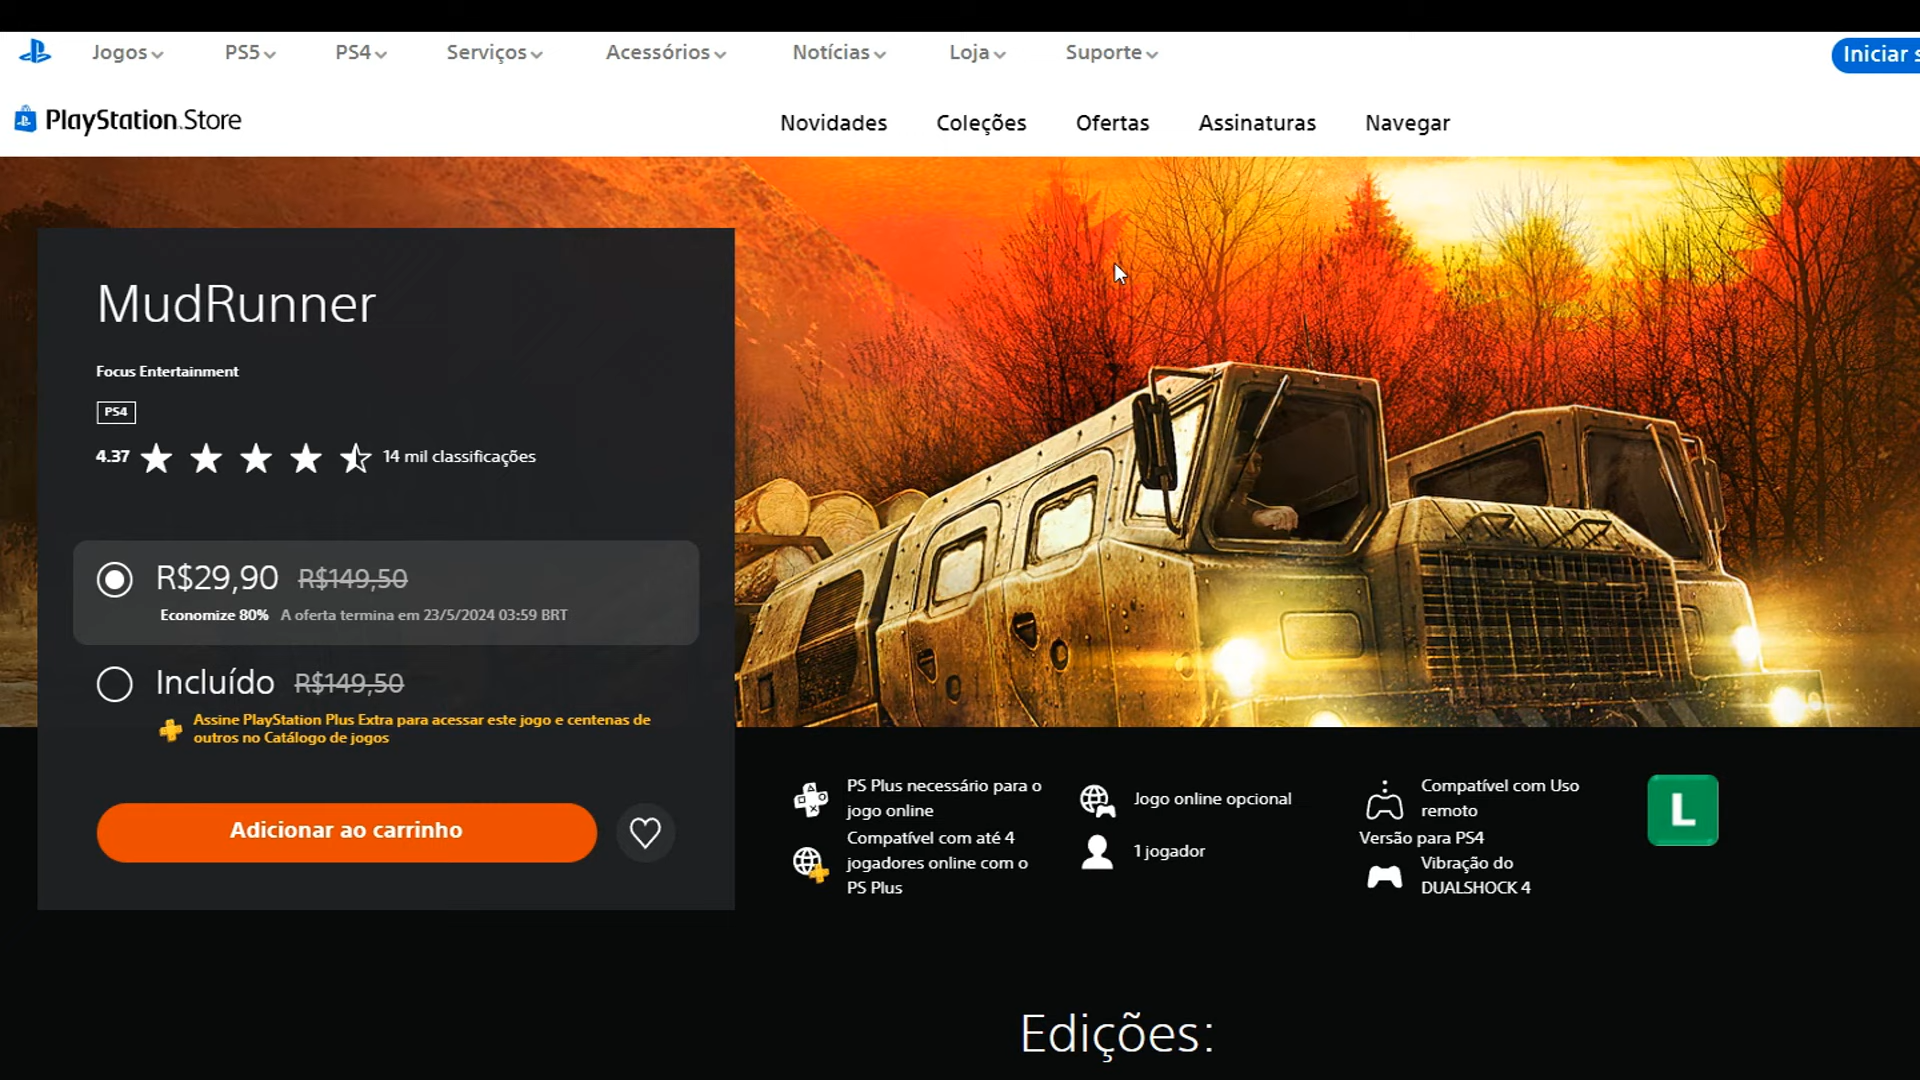 Jogos
PS5
PS4
Serviços
Acessórios
Notícias
Loja
Suporte
Iniciar s
PlayStation.Store
Novidades
Coleções
Ofertas
Assinaturas
Navegar
MudRunner
Focus Entertainment
PS4
4.37
14 mil classificações
R$29,90 R$149,50
Economize 80% A oferta termina em 23/5/2024 03:59 BRT
Incluído R$149,50
Assine PlayStation Plus Extra para acessar este jogo e centenas de
outros no Catálogo de jogos
Adicionar ao carrinho
PS Plus necessário para o
jogo online
Compatível com até 4
jogadores online com o
PS Plus
Jogo online opcional
1 jogador
Compatível com Uso
remoto
Versão para PS4
Vibração do
DUALSHOCK 4
L
Edições: